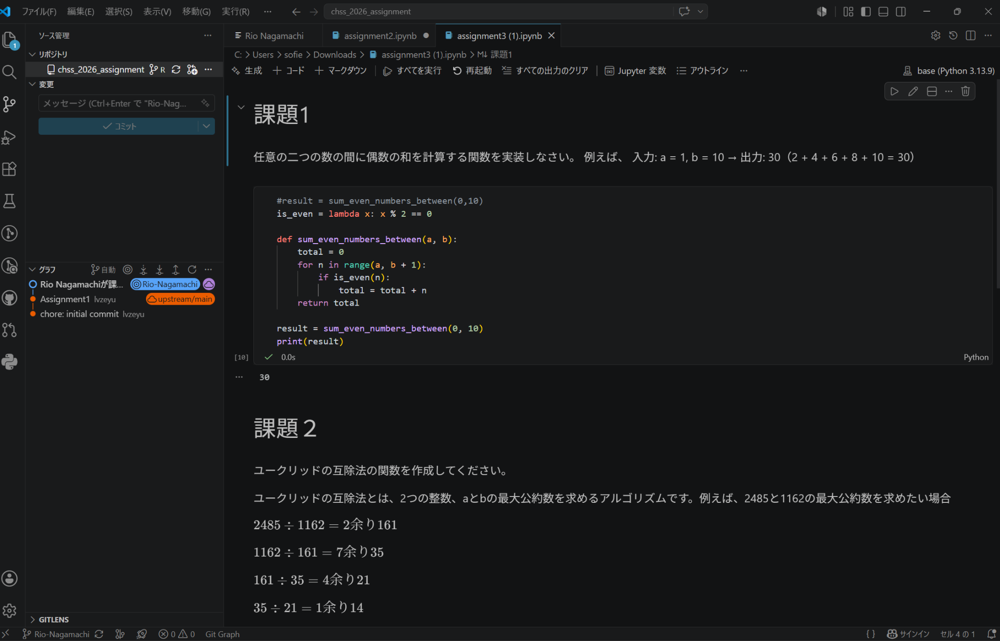 ファイル(F) 編集(E) 選択(S) 表示(V) 移動(G) 実行(R) ··· chss_2026_assignment
ソース管理
リポジトリ
chss_2026_assignment R
変更
メッセージ (Ctrl+Enter で "Rio-Nag...
コミット
グラフ 自動
Rio Nagamachiが課... Rio-Nagamachi
Assignment1 lvzeyu upstream/main
chore: initial commit lvzeyu
GITLENS
Rio Nagamachi assignment2.ipynb assignment3 (1).ipynb
C: > Users > sofie > Downloads > assignment3 (1).ipynb > M↓ 課題1
生成 + コード + マークダウン すべてを実行 再起動 すべての出力のクリア Jupyter 変数 アウトライン ··· base (Python 3.13.9)
課題1
任意の二つの数の間に偶数の和を計算する関数を実装しなさい。 例えば、 入力: a = 1, b = 10 → 出力: 30（2 + 4 + 6 + 8 + 10 = 30）
#result = sum_even_numbers_between(0,10)
is_even = lambda x: x % 2 == 0
def sum_even_numbers_between(a, b):
total = 0
for n in range(a, b + 1):
if is_even(n):
total = total + n
return total
result = sum_even_numbers_between(0, 10)
print(result)
[10] 0.0s Python
30
課題２
ユークリッドの互除法の関数を作成してください。
ユークリッドの互除法とは、2つの整数、aとbの最大公約数を求めるアルゴリズムです。例えば、2485と1162の最大公約数を求めたい場合
2485 ÷ 1162 = 2余り161
1162 ÷ 161 = 7余り35
161 ÷ 35 = 4余り21
35 ÷ 21 = 1余り14
Rio-Nagamachi 0 0 Git Graph { } サインイン セル 4 の 1